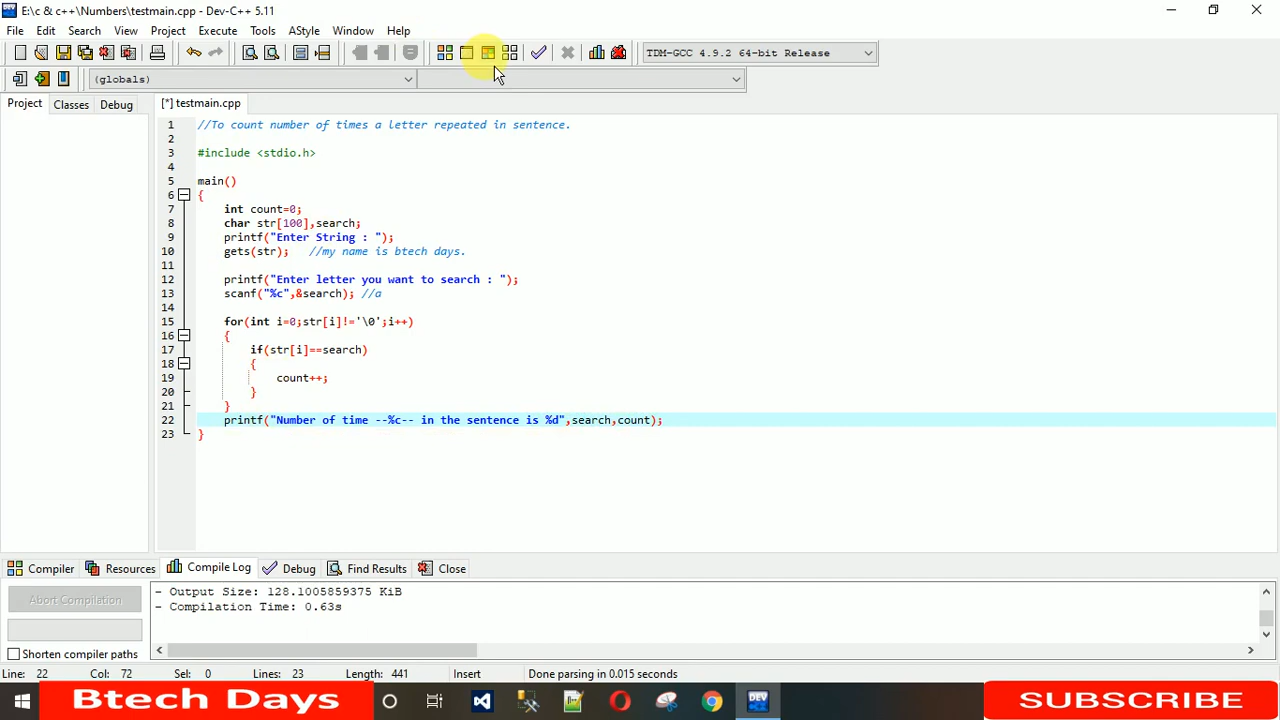 E:\c & c++\Numbers\testmain.cpp - Dev-C++ 5.11
File Edit Search View Project Execute Tools AStyle Window Help
TDM-GCC 4.9.2 64-bit Release
(globals)
Project Classes Debug [*] testmain.cpp
1 //To count number of times a letter repeated in sentence.
2
3 #include <stdio.h>
4
5 main()
6 {
7 int count=0;
8 char str[100],search;
9 printf("Enter String : ");
10 gets(str); //my name is btech days.
11
12 printf("Enter letter you want to search : ");
13 scanf("%c",&search); //a
14
15 for(int i=0;str[i]!='\0';i++)
16 {
17 if(str[i]==search)
18 {
19 count++;
20 }
21 }
22 printf("Number of time --%c-- in the sentence is %d",search,count);
23 }
Compiler Resources Compile Log Debug Find Results Close
Abort Compilation
- Output Size: 128.1005859375 KiB
- Compilation Time: 0.63s
Shorten compiler paths
Line: 22 Col: 72 Sel: 0 Lines: 23 Length: 441 Insert Done parsing in 0.015 seconds
Btech Days
DEV
SUBSCRIBE